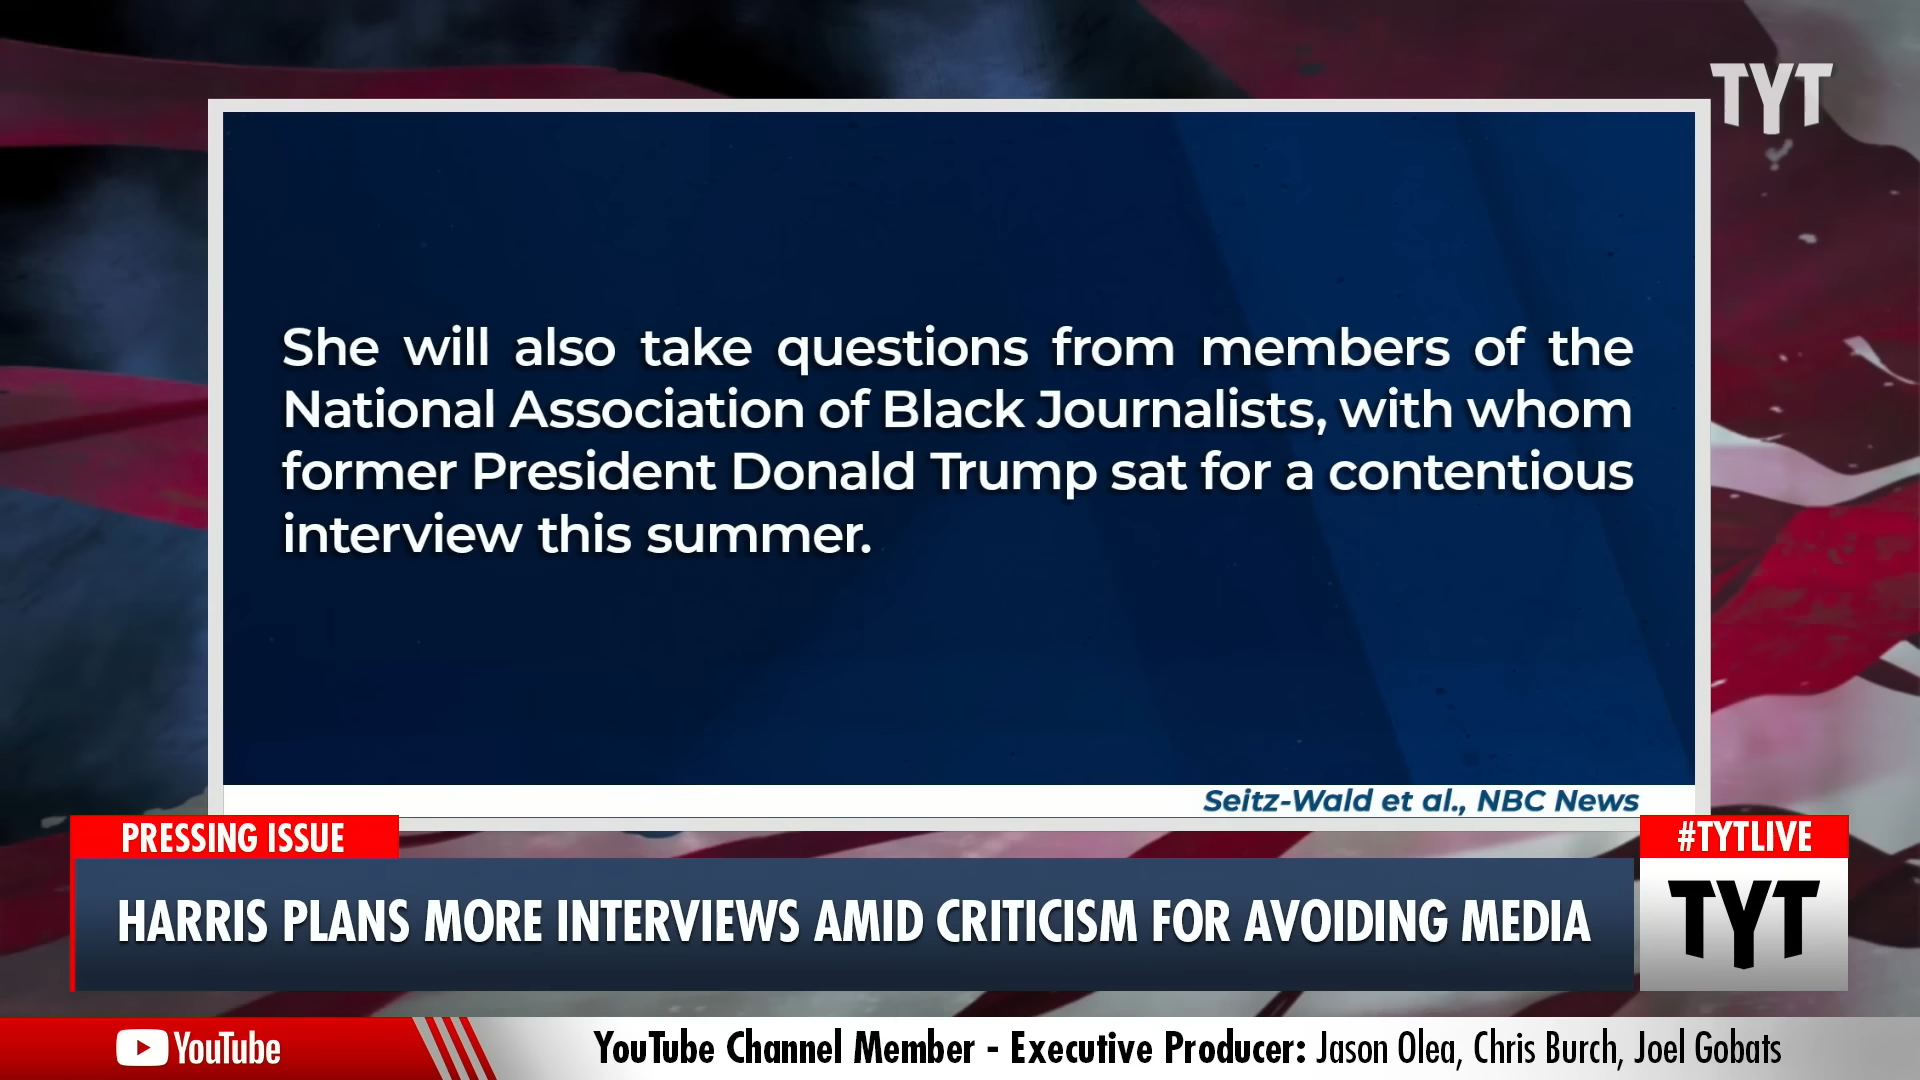 TYT
She will also take questions from members of the
National Association of Black Journalists, with whom
former President Donald Trump sat for a contentious
interview this summer.
Seitz-Wald et al., NBC News
PRESSING ISSUE
#TYTLIVE
HARRIS PLANS MORE INTERVIEWS AMID CRITICISM FOR AVOIDING MEDIA
TYT
YouTube
YouTube Channel Member - Executive Producer: Jason Olea, Chris Burch, Joel Gobats